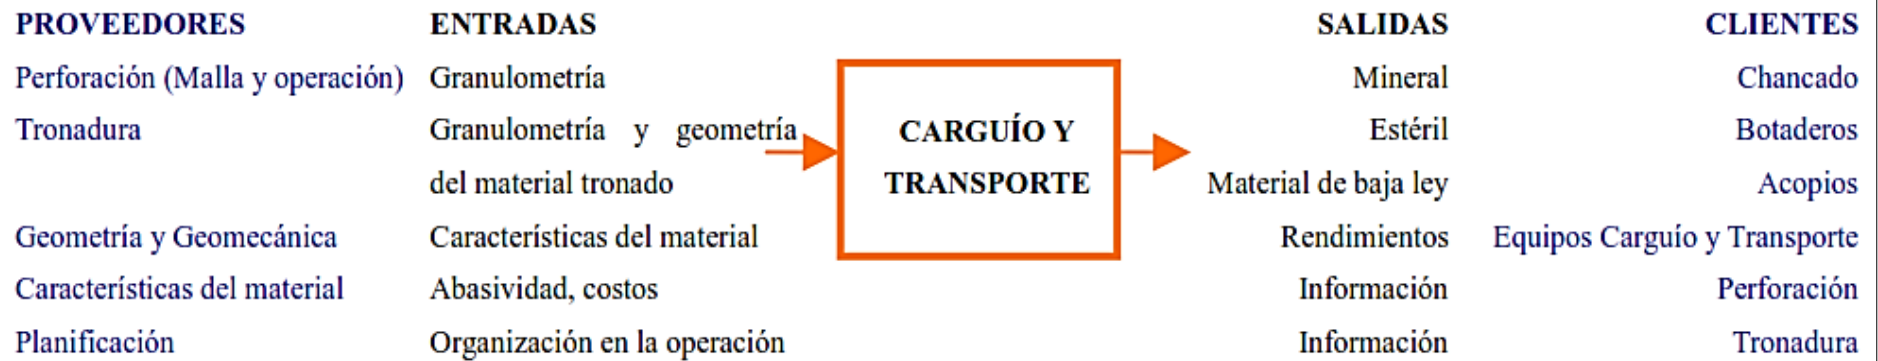 PROVEEDORES ENTRADAS SALIDAS CLIENTES
Perforación (Malla y operación) Granulometría Mineral Chancado
Tronadura Granulometría y geometría CARGUÍO Y Estéril Botaderos
del material tronado TRANSPORTE Material de baja ley Acopios
Geometría y Geomecánica Características del material Rendimientos Equipos Carguío y Transporte
Características del material Abasividad, costos Información Perforación
Planificación Organización en la operación Información Tronadura